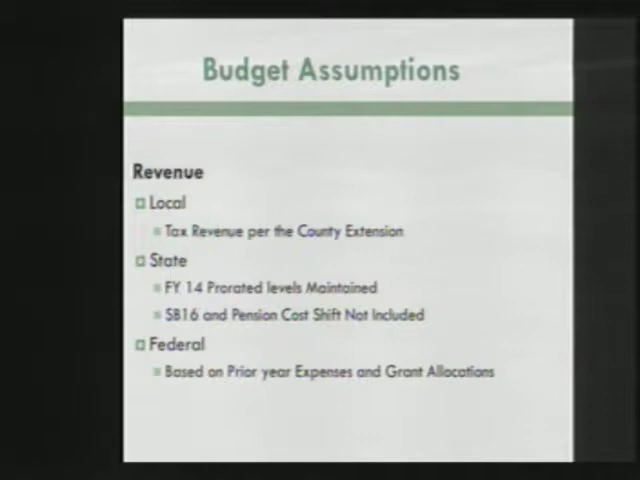 Budget Assumptions
Revenue
Local
Tax Revenue per the County Extension
State
FY 14 Prorated levels Maintained
SB16 and Pension Cost Shift Not Included
Federal
Based on Prior year Expenses and Grant Allocations